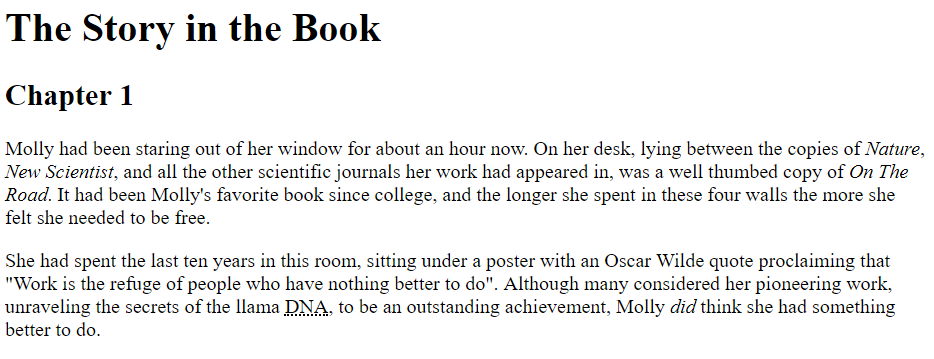 The Story in the Book
Chapter 1
Molly had been staring out of her window for about an hour now. On her desk, lying between the copies of Nature,
New Scientist, and all the other scientific journals her work had appeared in, was a well thumbed copy of On The
Road. It had been Molly's favorite book since college, and the longer she spent in these four walls the more she
felt she needed to be free.
She had spent the last ten years in this room, sitting under a poster with an Oscar Wilde quote proclaiming that
"Work is the refuge of people who have nothing better to do". Although many considered her pioneering work,
unraveling the secrets of the llama DNA, to be an outstanding achievement, Molly did think she had something
better to do.